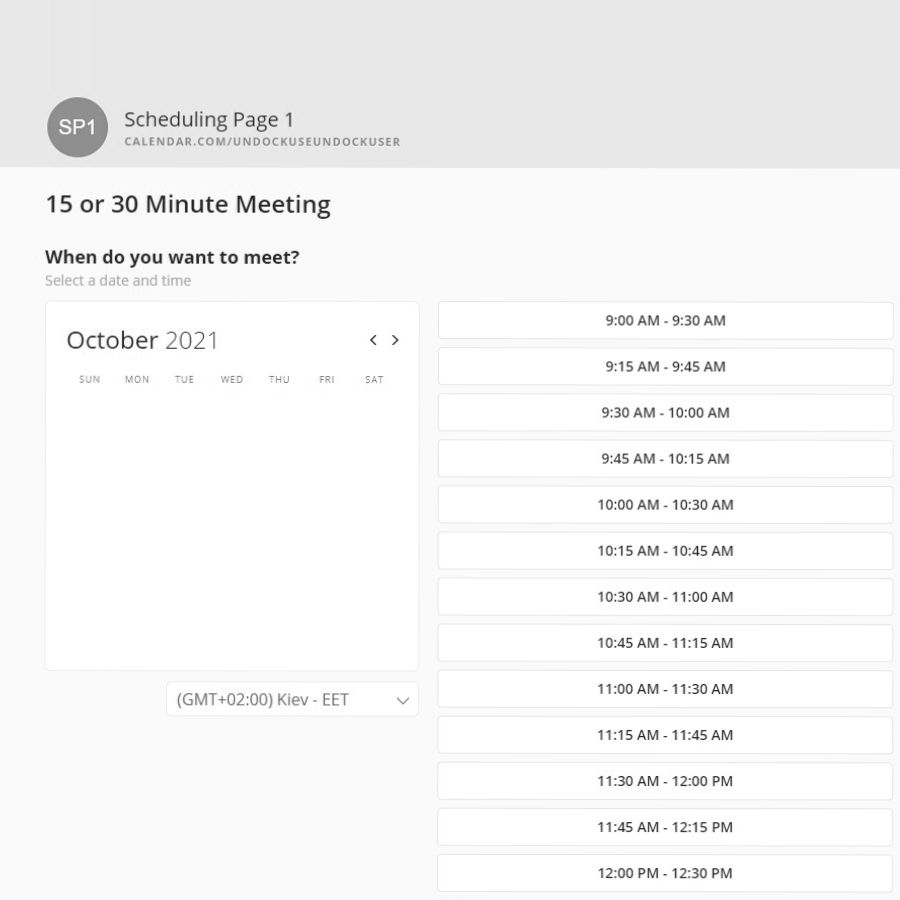 SP1
Scheduling Page 1
CALENDAR.COM/UNDOCKUSEUNDOCKUSER
15 or 30 Minute Meeting
When do you want to meet?
Select a date and time
October 2021
SUN MON TUE WED THU FRI SAT
(GMT+02:00) Kiev - EET
9:00 AM - 9:30 AM
9:15 AM - 9:45 AM
9:30 AM - 10:00 AM
9:45 AM - 10:15 AM
10:00 AM - 10:30 AM
10:15 AM - 10:45 AM
10:30 AM - 11:00 AM
10:45 AM - 11:15 AM
11:00 AM - 11:30 AM
11:15 AM - 11:45 AM
11:30 AM - 12:00 PM
11:45 AM - 12:15 PM
12:00 PM - 12:30 PM